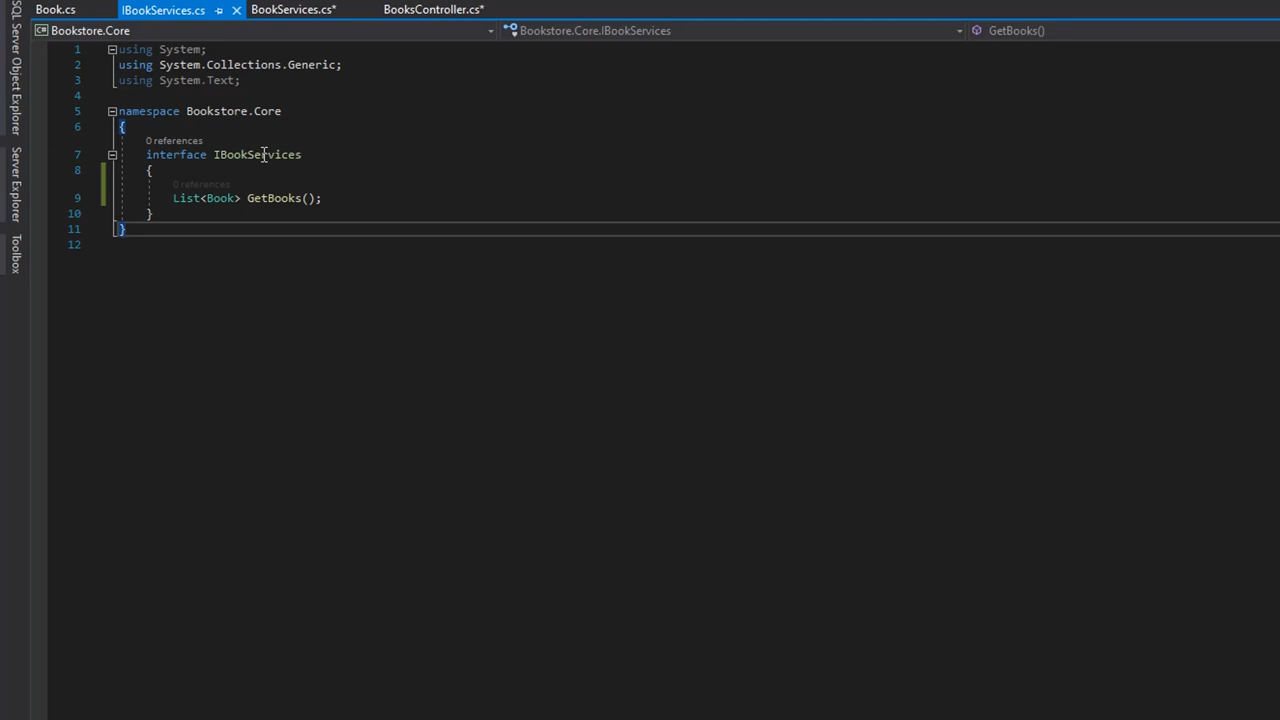 Book.cs IBookServices.cs BookServices.cs* BooksController.cs*
Bookstore.Core Bookstore.Core.IBookServices GetBooks()
SQL Server Object Explorer
Server Explorer
Toolbox
1 using System;
2 using System.Collections.Generic;
3 using System.Text;
4
5 namespace Bookstore.Core
6 {
0 references
7 interface IBookServices
8 {
0 references
9 List<Book> GetBooks();
10 }
11 }
12